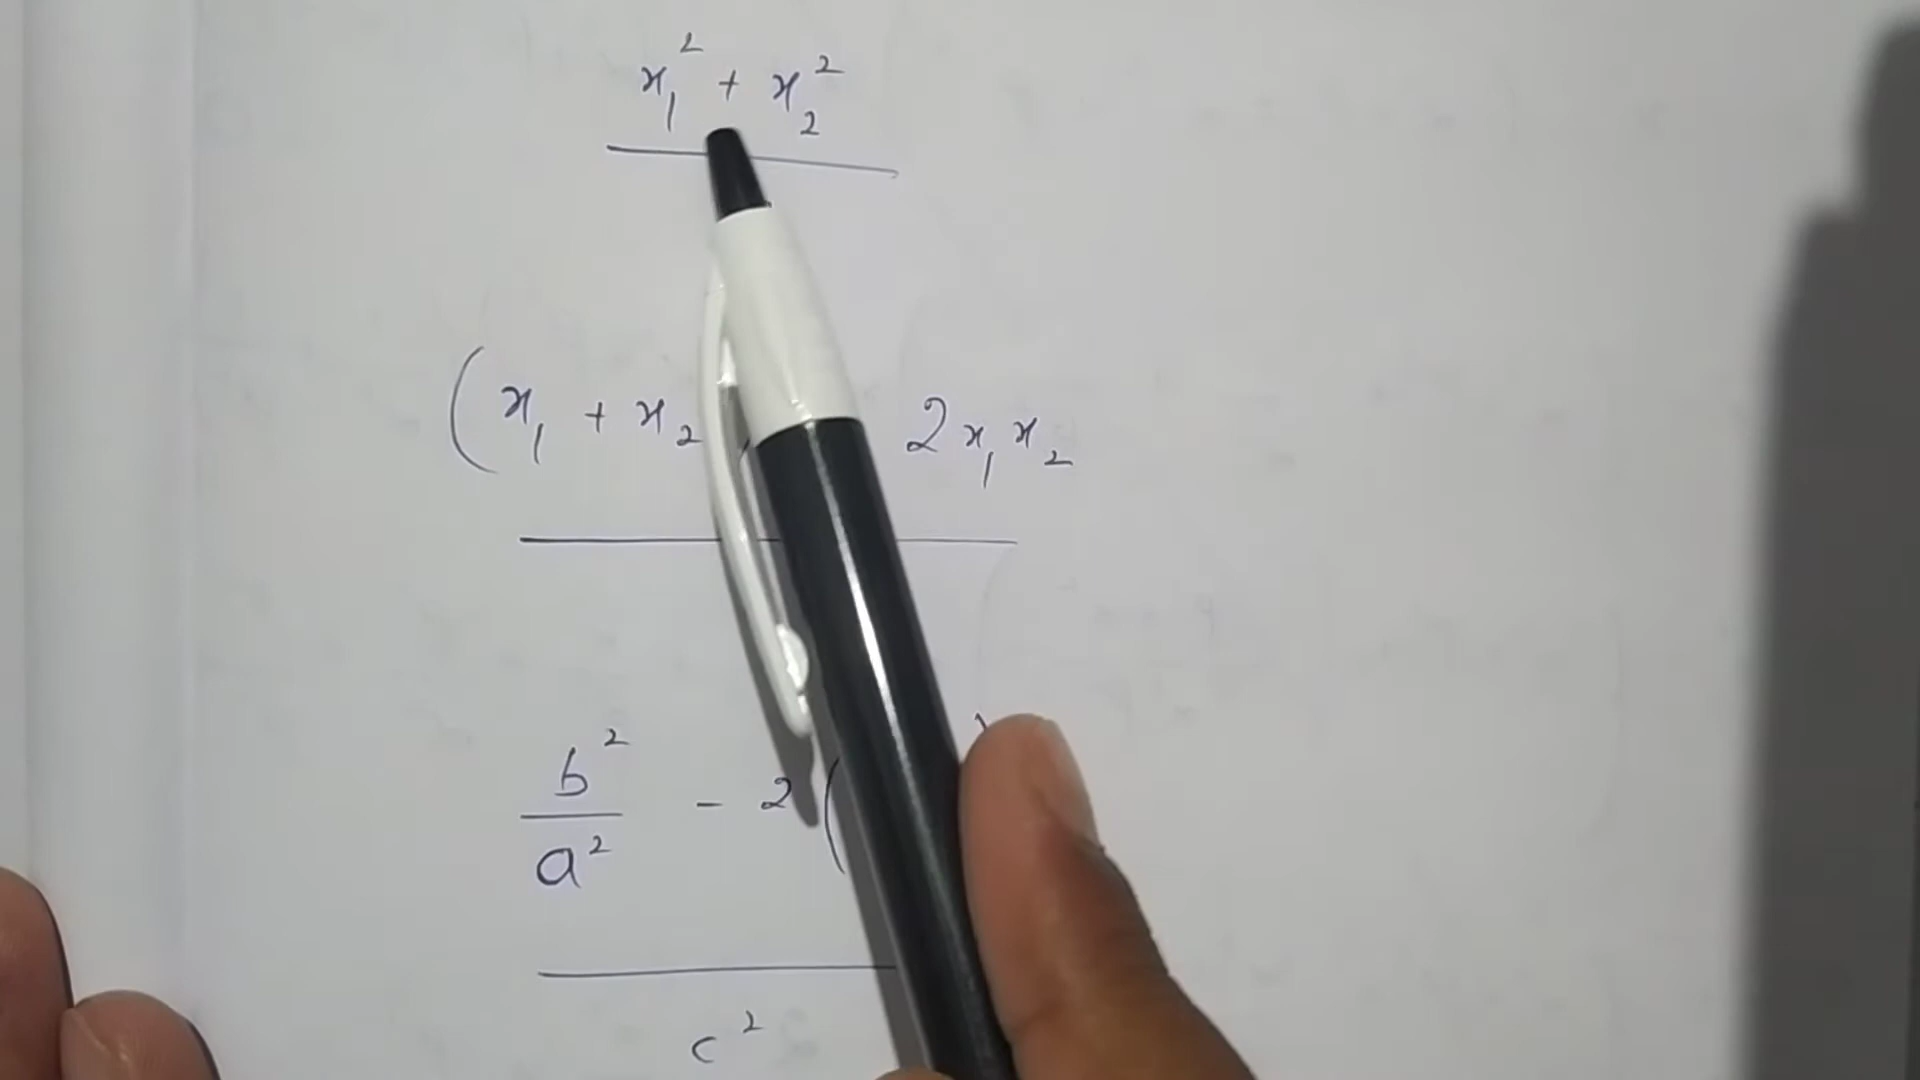 x₁² + x₂²
(x₁ + x₂ 2x₁x₂
b²
a²
- 2 (
c²